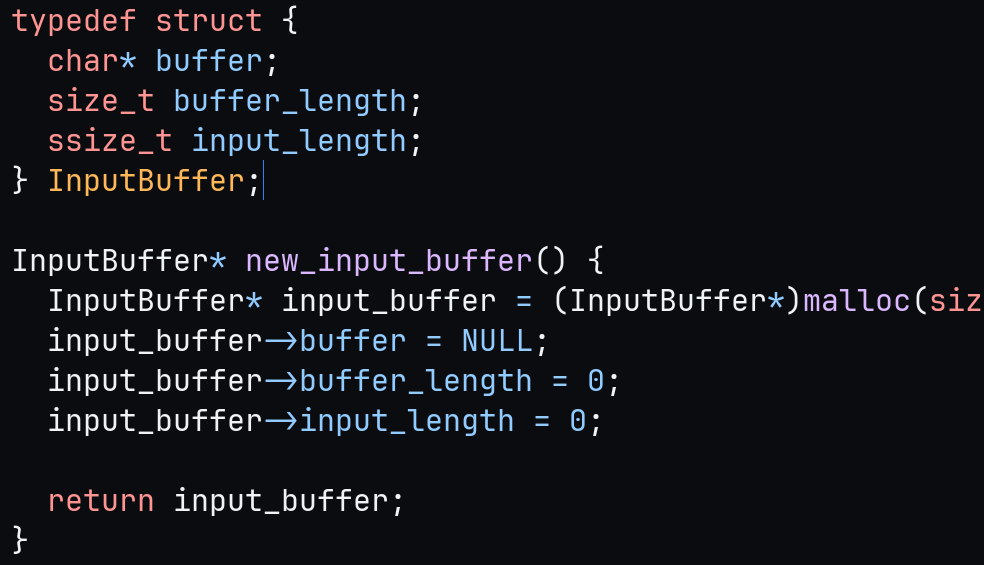 typedef struct {
  char* buffer;
  size_t buffer_length;
  ssize_t input_length;
} InputBuffer;

InputBuffer* new_input_buffer() {
  InputBuffer* input_buffer = (InputBuffer*)malloc(siz
  input_buffer->buffer = NULL;
  input_buffer->buffer_length = 0;
  input_buffer->input_length = 0;

  return input_buffer;
}